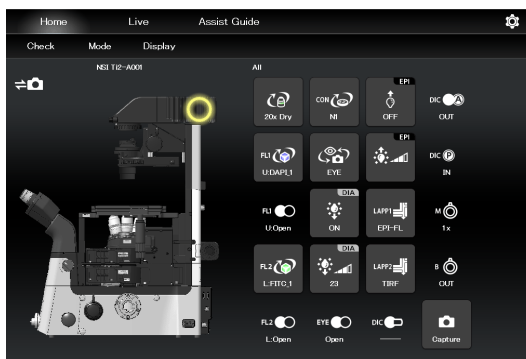 Home Live Assist Guide
Check Mode Display
NSI Ti2-A001
All
20x Dry
CON
N1
EPI
OFF
DIC A
OUT
FL1
U:DAPI_1
EYE
EPI
DIC P
IN
FL1
U:Open
DIA
ON
LAPP1
EPI-FL
M
1x
FL2
L:FITC_1
DIA
23
LAPP2
TIRF
B
OUT
FL2
L:Open
EYE
Open
DIC
Capture